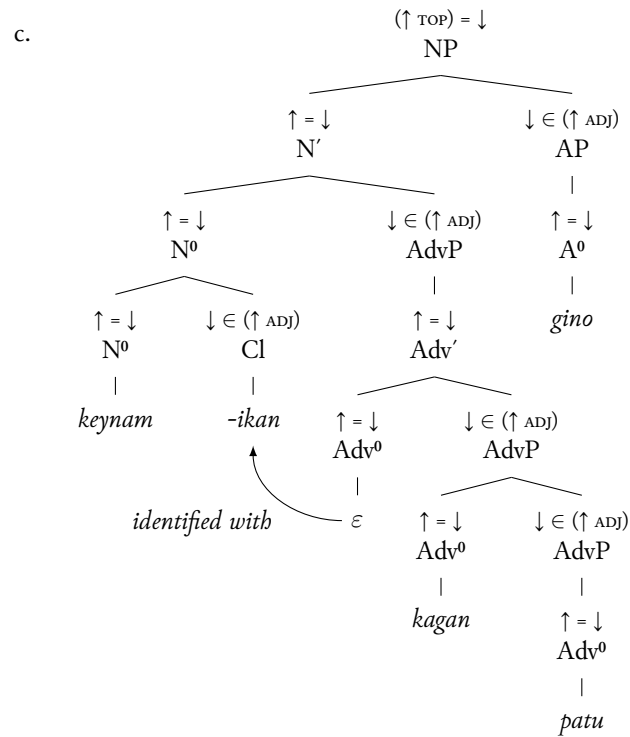 c.
(↑ TOP) = ↓
NP
↑ = ↓ ↓ ∈ (↑ ADJ)
N′ AP
↑ = ↓ ↓ ∈ (↑ ADJ) ↑ = ↓
N⁰ AdvP A⁰
↑ = ↓ ↓ ∈ (↑ ADJ) ↑ = ↓ gino
N⁰ Cl Adv′
keynam -ikan ↑ = ↓ ↓ ∈ (↑ ADJ)
Adv⁰ AdvP
identified with ε ↑ = ↓ ↓ ∈ (↑ ADJ)
Adv⁰ AdvP
kagan ↑ = ↓
Adv⁰
patu